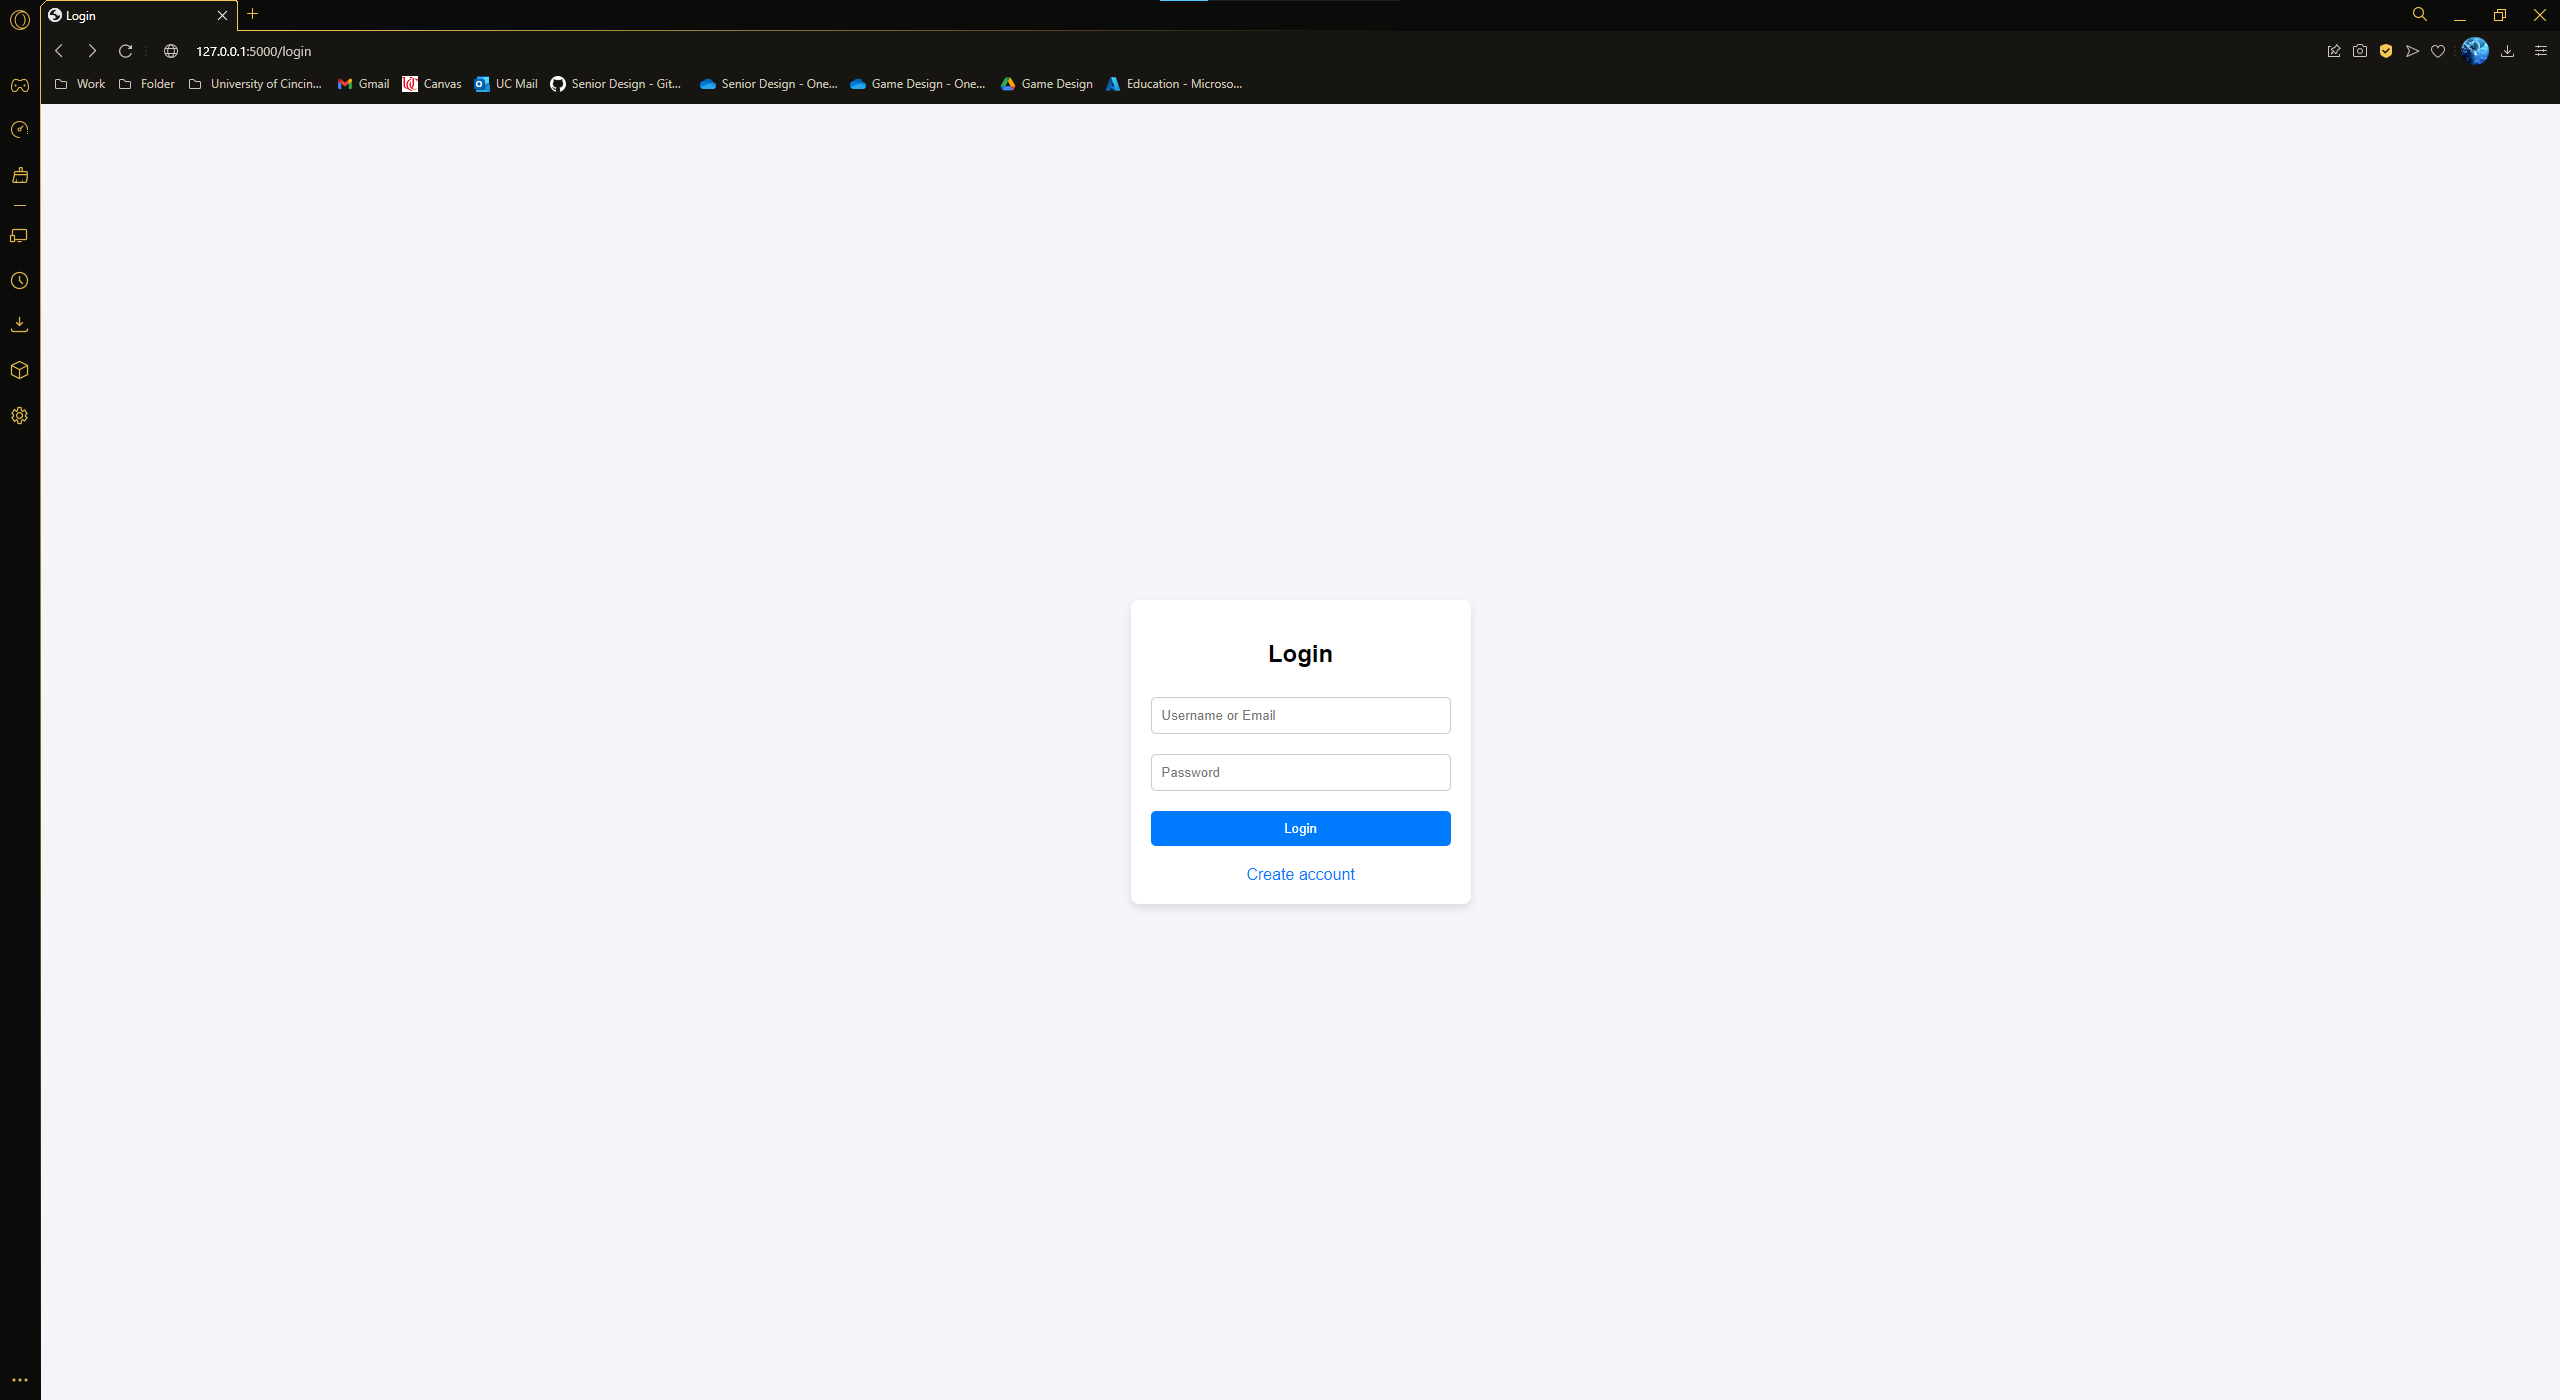 Login
127.0.0.1:5000/login
Work Folder University of Cincin... Gmail Canvas UC Mail Senior Design - Git... Senior Design - One... Game Design - One... Game Design Education - Microso...
Login
Username or Email
Password
Login
Create account